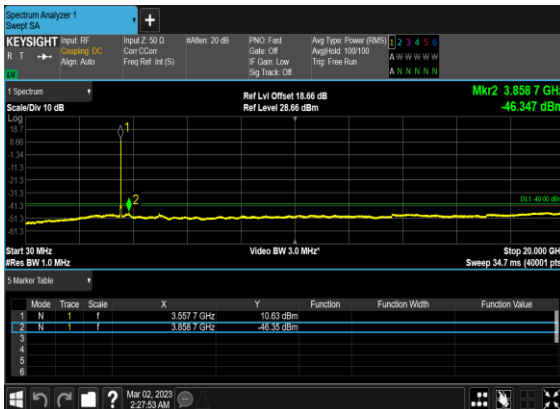 Spectrum Analyzer 1
Swept SA
+
KEYSIGHT Input: RF Input Z: 50 Ω #Atten: 20 dB PNO: Fast Avg Type: Power (RMS) 1 2 3 4 5 6
R T Coupling: DC Corr CCorr Gate: Off Avg|Hold: 100/100 A W W W W W
Align: Auto Freq Ref: Int (S) IF Gain: Low Trig: Free Run
Sig Track: Off A N N N N N
1 Spectrum
Scale/Div 10 dB
Ref Lvl Offset 18.66 dB
Ref Level 28.66 dBm
Mkr2 3.858 7 GHz
-46.347 dBm
Log
18.7
8.66
-1.34
-11.3
-21.3
-31.3
-41.3
-51.3
-61.3
1
2
DL1 -40.00 dBm
Start 30 MHz Video BW 3.0 MHz* Stop 20.000 GHz
#Res BW 1.0 MHz Sweep 34.7 ms (40001 pts)
5 Marker Table
Mode Trace Scale X Y Function Function Width Function Value
1 N 1 f 3.557 7 GHz 10.63 dBm
2 N 1 f 3.858 7 GHz -46.35 dBm
3
4
5
6
? Mar 02, 2023
2:27:53 AM